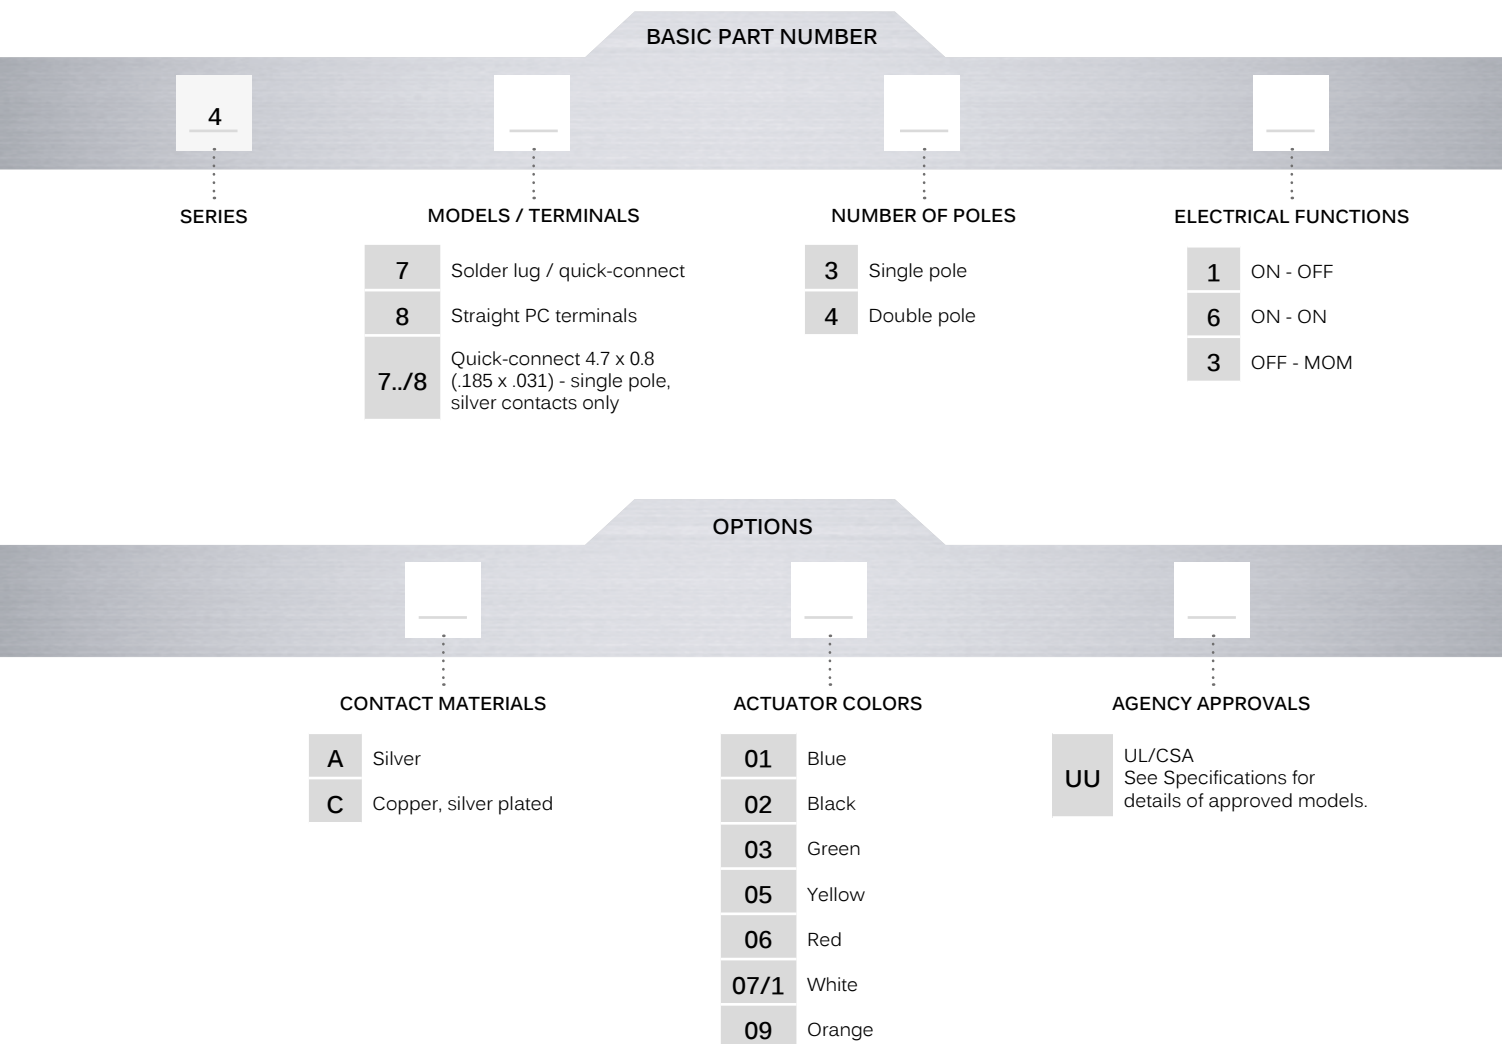 BASIC PART NUMBER
4
SERIES
MODELS / TERMINALS
7 Solder lug / quick-connect
8 Straight PC terminals
7../8 Quick-connect 4.7 x 0.8
(.185 x .031) - single pole,
silver contacts only
NUMBER OF POLES
3 Single pole
4 Double pole
ELECTRICAL FUNCTIONS
1 ON - OFF
6 ON - ON
3 OFF - MOM
OPTIONS
CONTACT MATERIALS
A Silver
C Copper, silver plated
ACTUATOR COLORS
01 Blue
02 Black
03 Green
05 Yellow
06 Red
07/1 White
09 Orange
AGENCY APPROVALS
UU UL/CSA
See Specifications for
details of approved models.